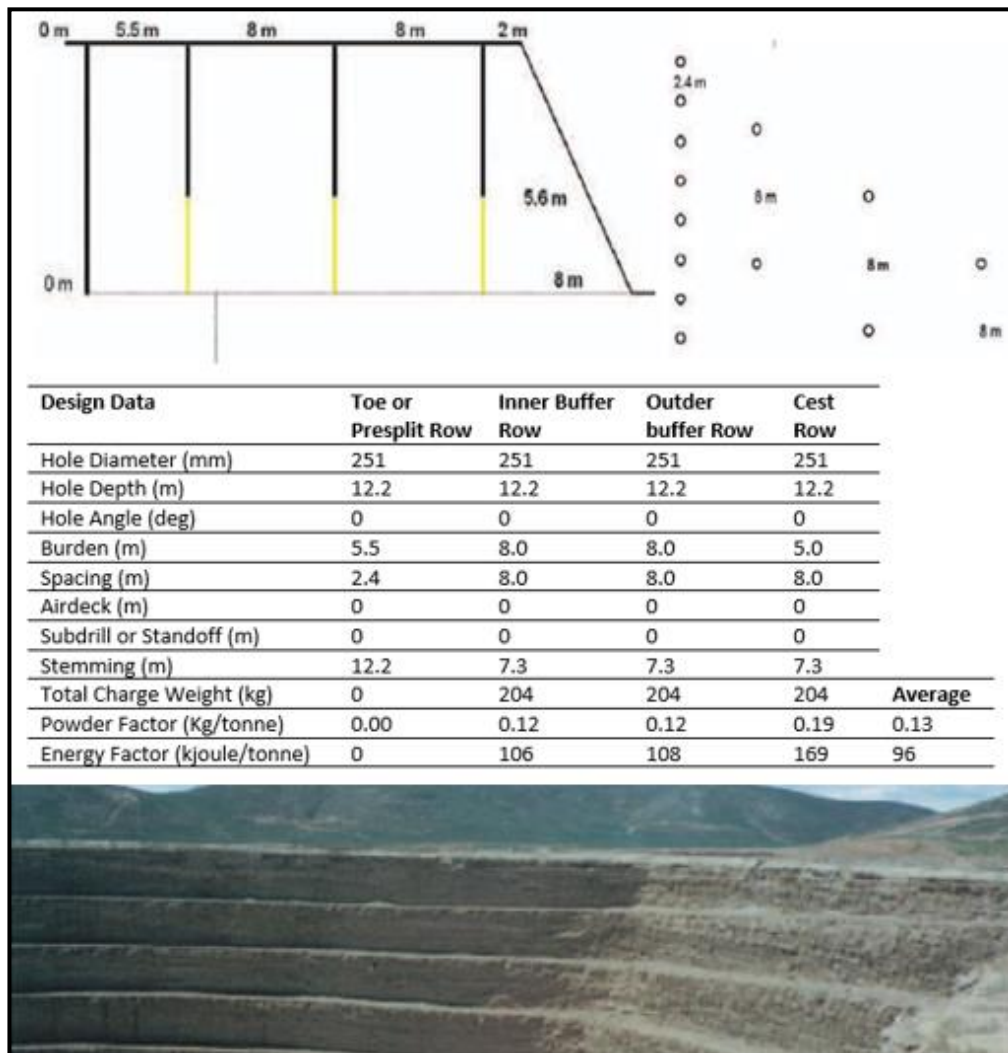 0 m 5.5 m 8 m 8 m 2 m
2.4 m
5.6 m
8 m
8 m
0 m
8 m
8 m
Design Data Toe or Presplit Row Inner Buffer Row Outder buffer Row Cest Row
Hole Diameter (mm) 251 251 251 251
Hole Depth (m) 12.2 12.2 12.2 12.2
Hole Angle (deg) 0 0 0 0
Burden (m) 5.5 8.0 8.0 5.0
Spacing (m) 2.4 8.0 8.0 8.0
Airdeck (m) 0 0 0 0
Subdrill or Standoff (m) 0 0 0 0
Stemming (m) 12.2 7.3 7.3 7.3
Total Charge Weight (kg) 0 204 204 204 Average
Powder Factor (Kg/tonne) 0.00 0.12 0.12 0.19 0.13
Energy Factor (kjoule/tonne) 0 106 108 169 96